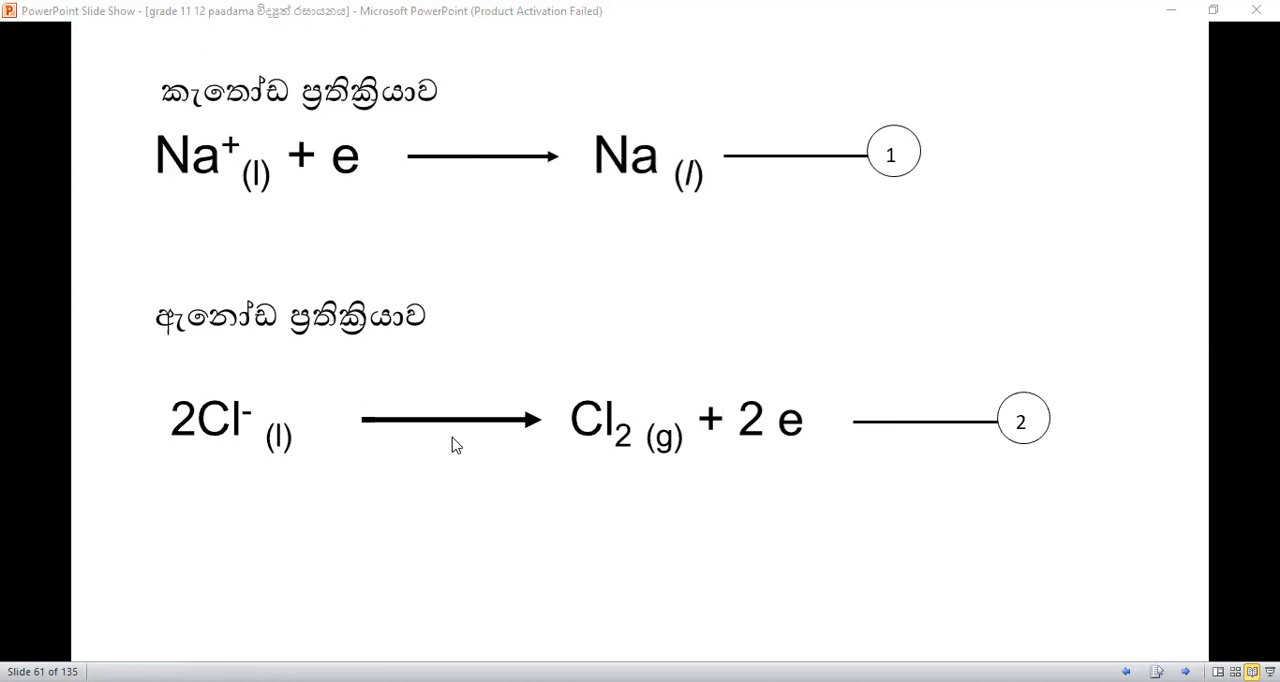 PowerPoint Slide Show - [grade 11 12 paadama විද්‍යුත් රසායනය] - Microsoft PowerPoint (Product Activation Failed)
කැතෝඩ ප්‍රතික්‍රියාව
Na⁺(l) + e ⟶ Na (l) —— 1
ඇනෝඩ ප්‍රතික්‍රියාව
2Cl⁻ (l) ⟶ Cl₂ (g) + 2 e —— 2
Slide 61 of 135